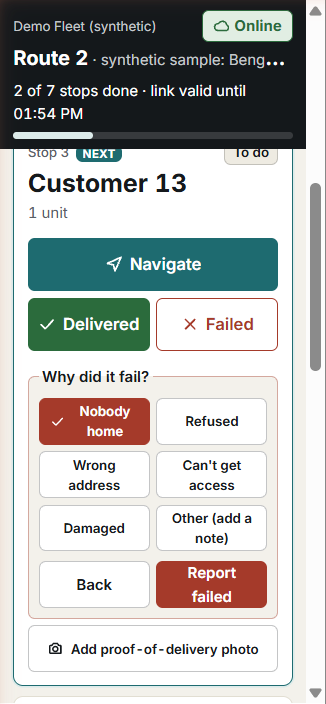 Demo Fleet (synthetic)
Online
Route 2 · synthetic sample: Beng...
2 of 7 stops done · link valid until
01:54 PM
Stop 3
NEXT
To do
Customer 13
1 unit
Navigate
Delivered
Failed
Why did it fail?
Nobody
home
Refused
Wrong
address
Can't get
access
Damaged
Other (add a
note)
Back
Report
failed
Add proof-of-delivery photo